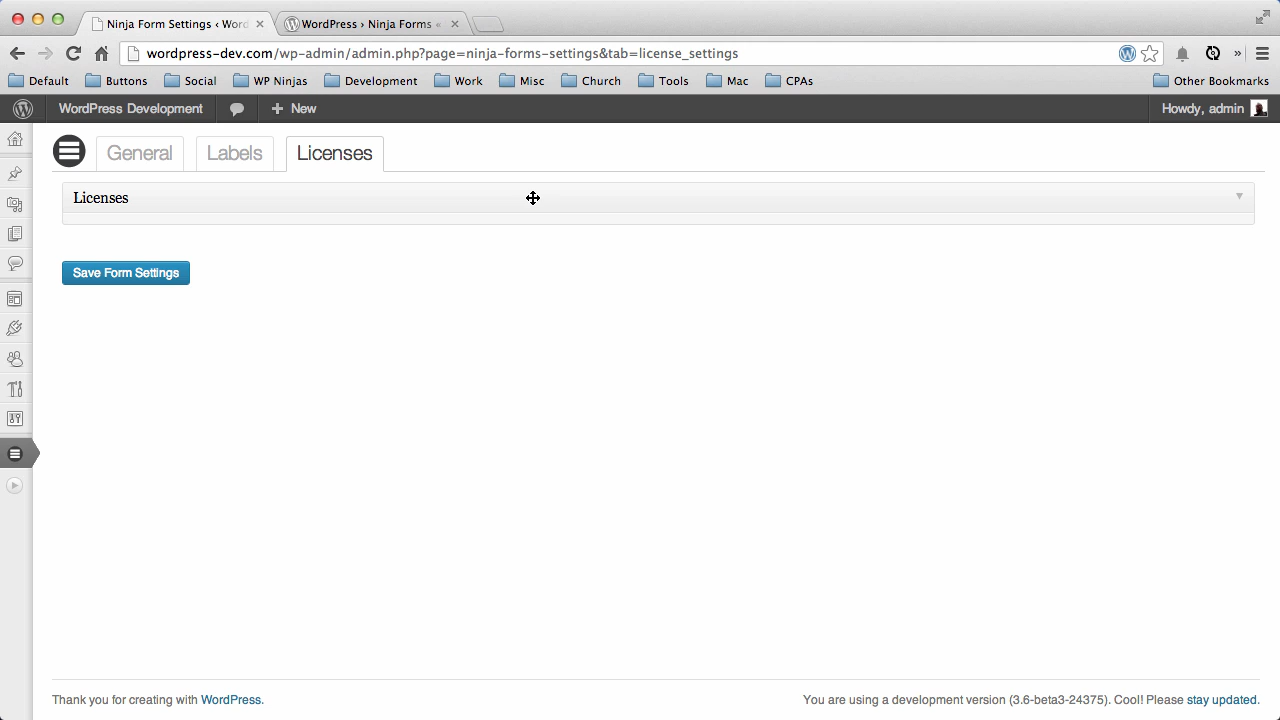 Ninja Form Settings ‹ Word
WordPress › Ninja Forms «
wordpress-dev.com/wp-admin/admin.php?page=ninja-forms-settings&tab=license_settings
Default Buttons Social WP Ninjas Development Work Misc Church Tools Mac CPAs Other Bookmarks
WordPress Development + New Howdy, admin
General Labels Licenses
Licenses
Save Form Settings
Thank you for creating with WordPress. You are using a development version (3.6-beta3-24375). Cool! Please stay updated.